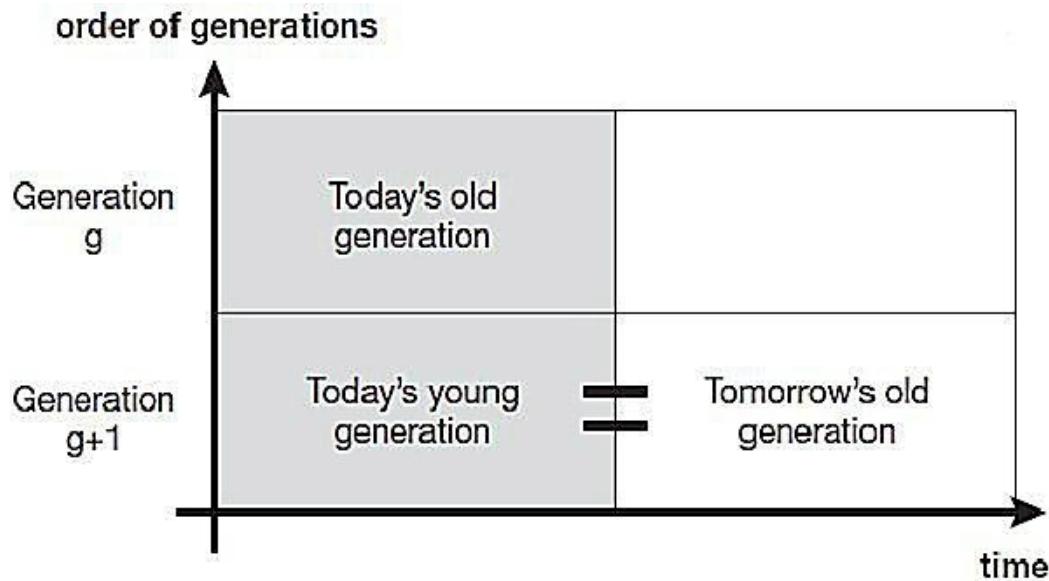 order of generations
Generation
g
Today's old
generation
Generation
g+1
Today's young
generation
=
Tomorrow's old
generation
time